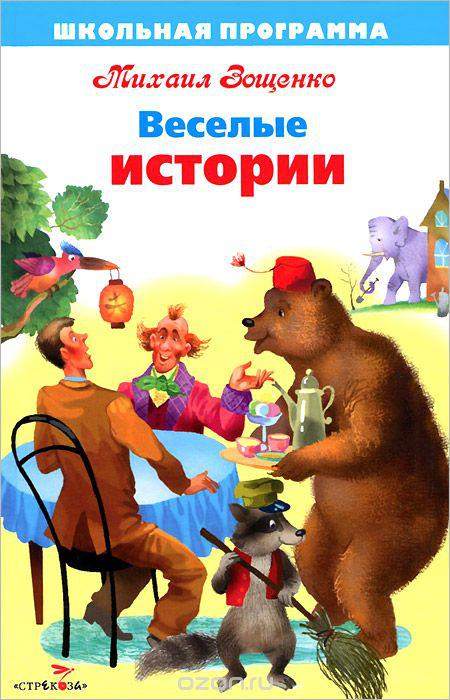 ШКОЛЬНАЯ ПРОГРАММА
Михаил Зощенко
Веселые
истории
«СТРЕКОЗА»
ozon.ru